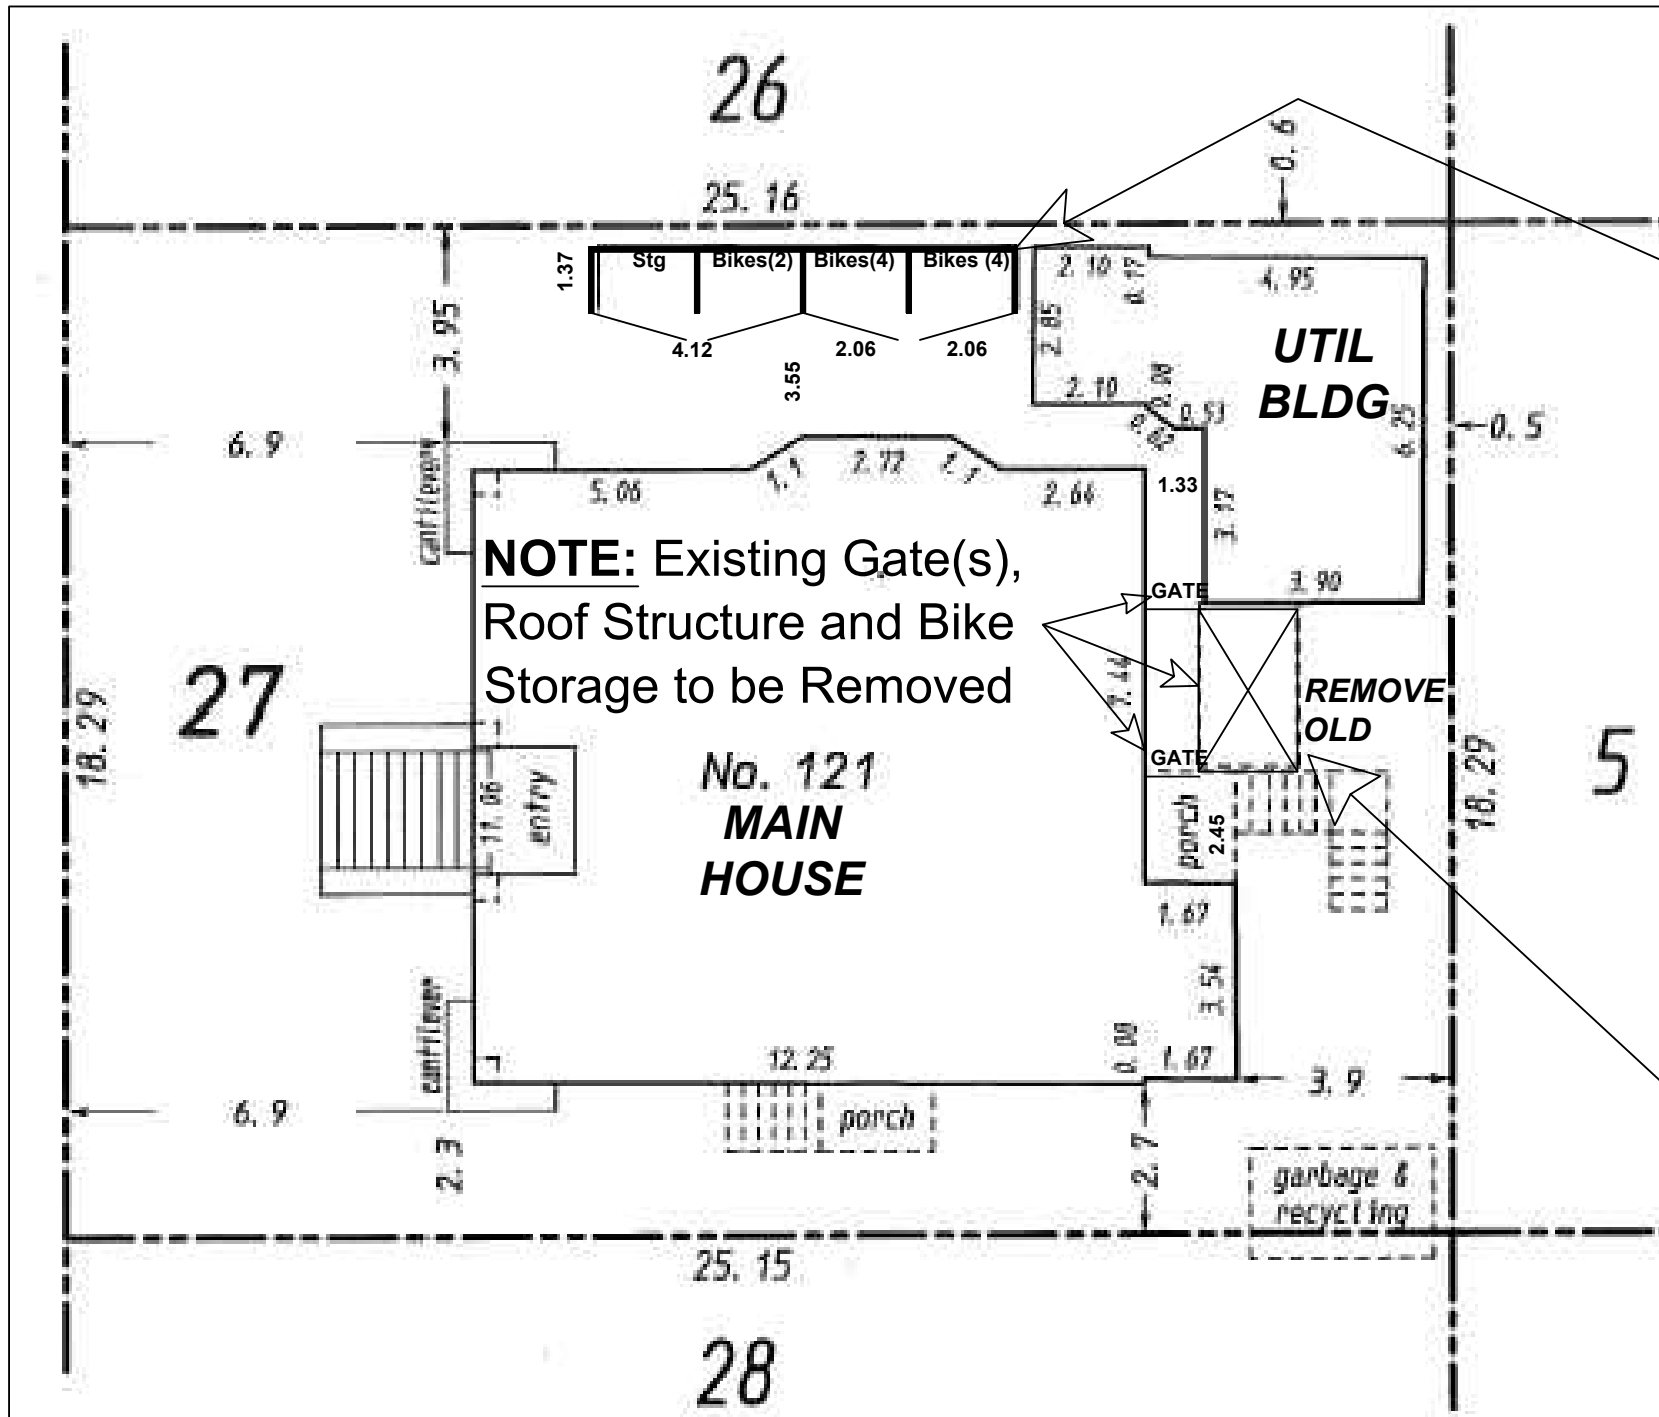 26
25.16
0.6
Stg
Bikes(2)
Bikes(4)
Bikes (4)
1.37
2.10
0.17
4.95
3.95
4.12
2.06
2.06
2.85
UTIL
BLDG
3.55
2.10
2.08
0.53
6.25
0.5
6.9
cantilever
5.06
1.1
2.72
1.1
2.64
1.33
3.12
NOTE: Existing Gate(s),
Roof Structure and Bike
Storage to be Removed
GATE
3.90
27
18.29
7.44
REMOVE
OLD
5
18.29
No. 121
MAIN
HOUSE
GATE
11.06
entry
porch
2.45
1.67
3.54
cantilever
12.25
0.08
1.67
3.9
6.9
2.3
porch
2.7
garbage &
recycling
25.15
28